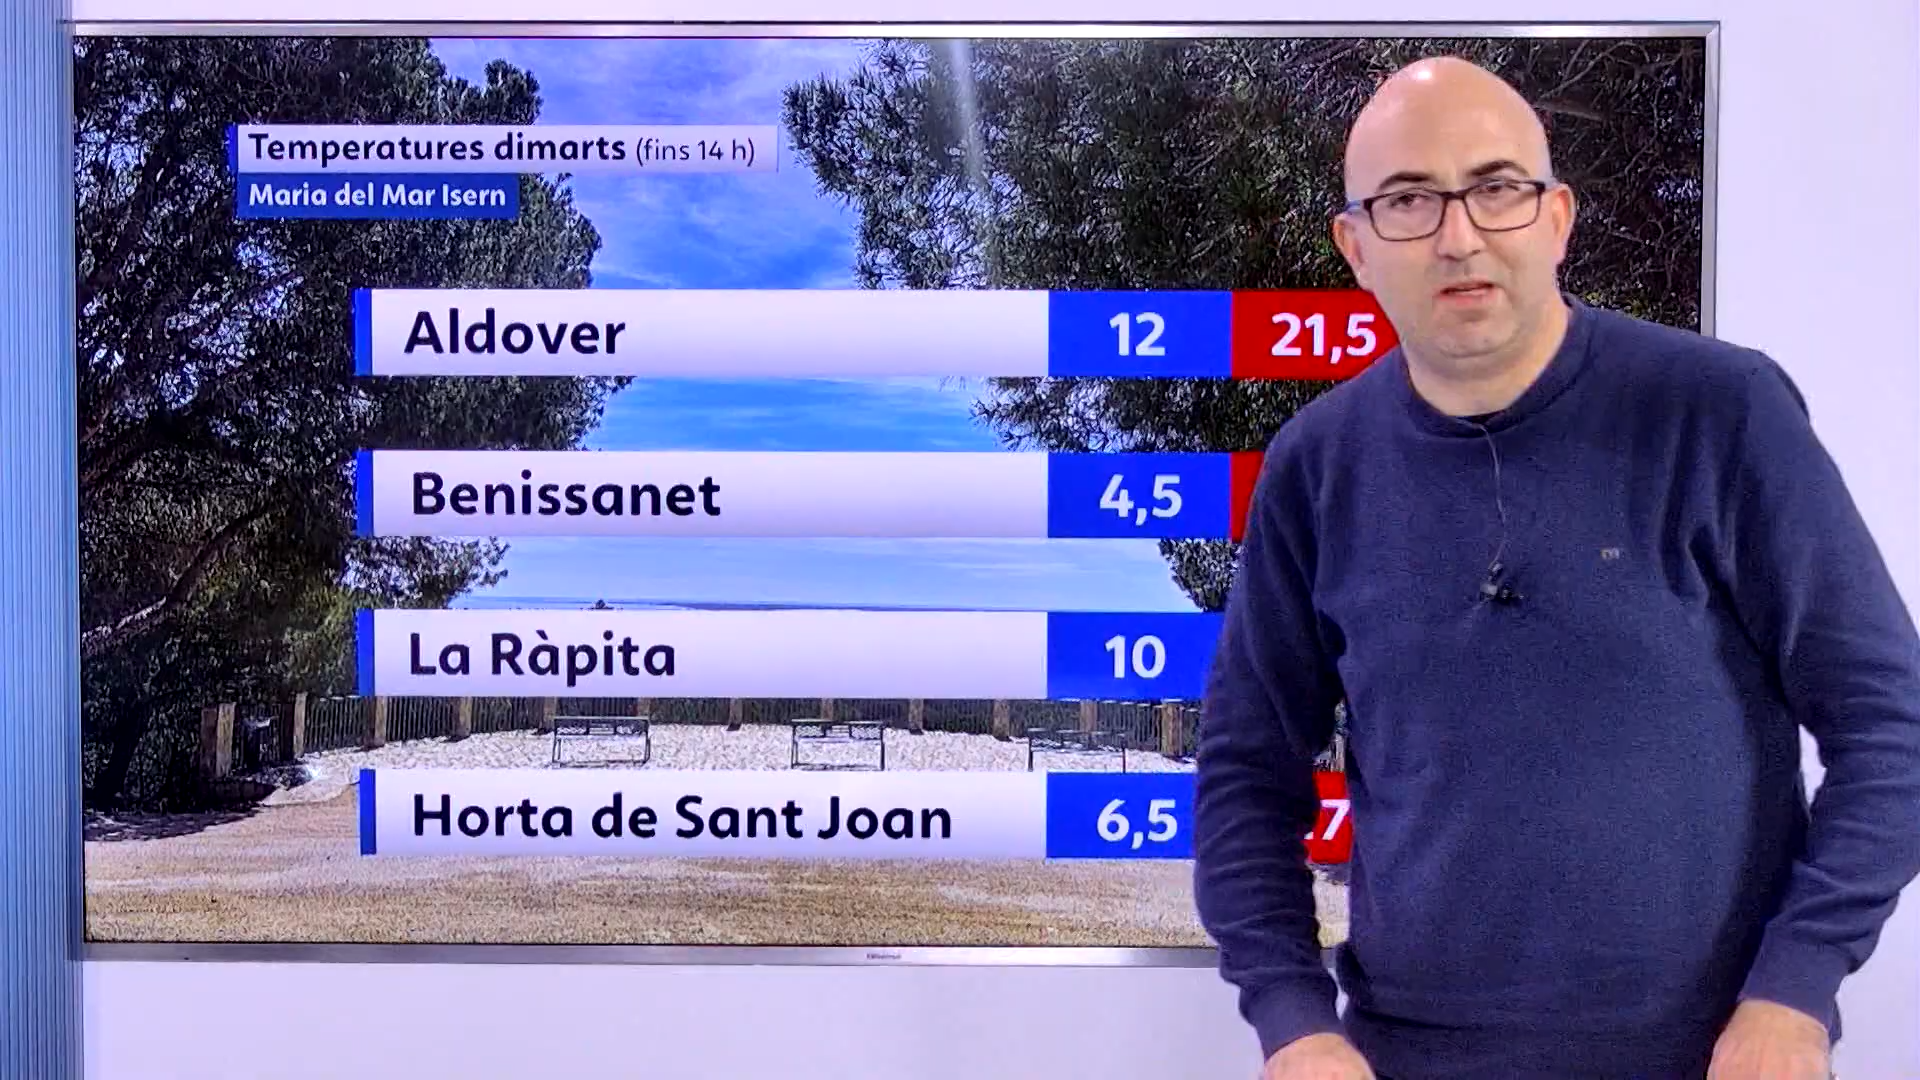 Temperatures dimarts (fins 14 h)
Maria del Mar Isern
Aldover 12 21,5
Benissanet 4,5
La Ràpita 10
Horta de Sant Joan 6,5